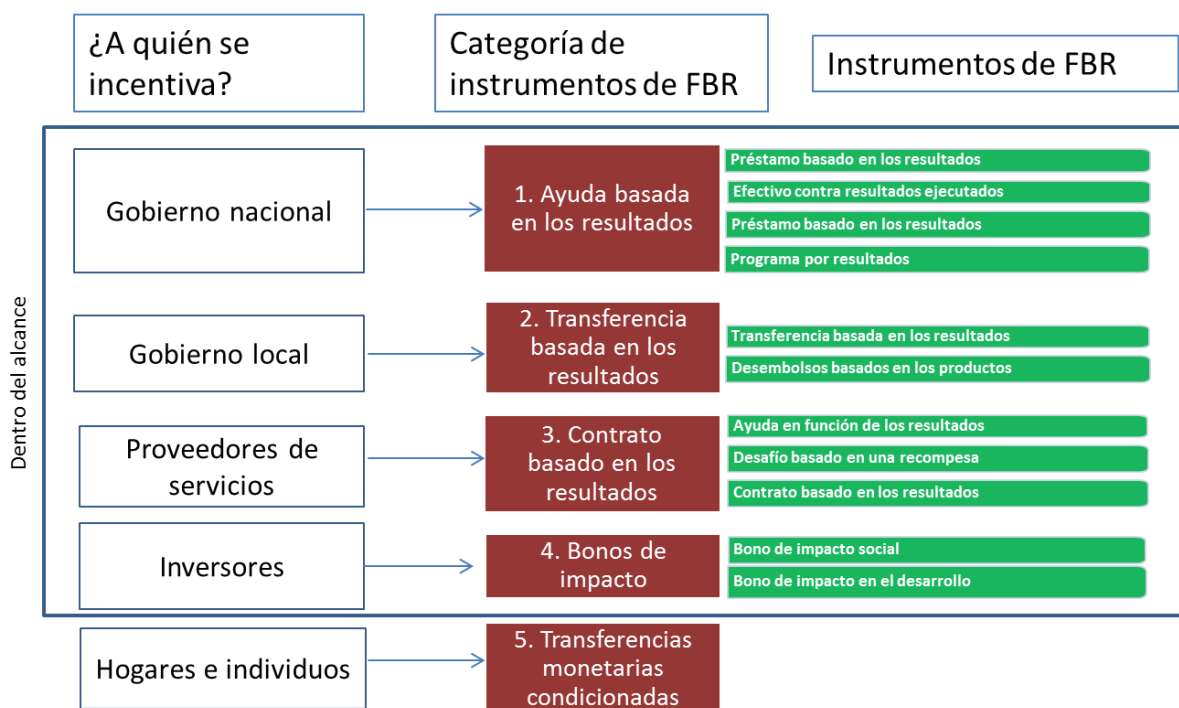 ¿A quién se
incentiva?
Categoría de
instrumentos de FBR
Instrumentos de FBR
Dentro del alcance
Gobierno nacional
1. Ayuda basada
en los resultados
Préstamo basado en los resultados
Efectivo contra resultados ejecutados
Préstamo basado en los resultados
Programa por resultados
Gobierno local
2. Transferencia
basada en los
resultados
Transferencia basada en los resultados
Desembolsos basados en los productos
Proveedores de
servicios
3. Contrato
basado en los
resultados
Ayuda en función de los resultados
Desafío basado en una recompesa
Contrato basado en los resultados
Inversores
4. Bonos de
impacto
Bono de impacto social
Bono de impacto en el desarrollo
Hogares e individuos
5. Transferencias
monetarias
condicionadas